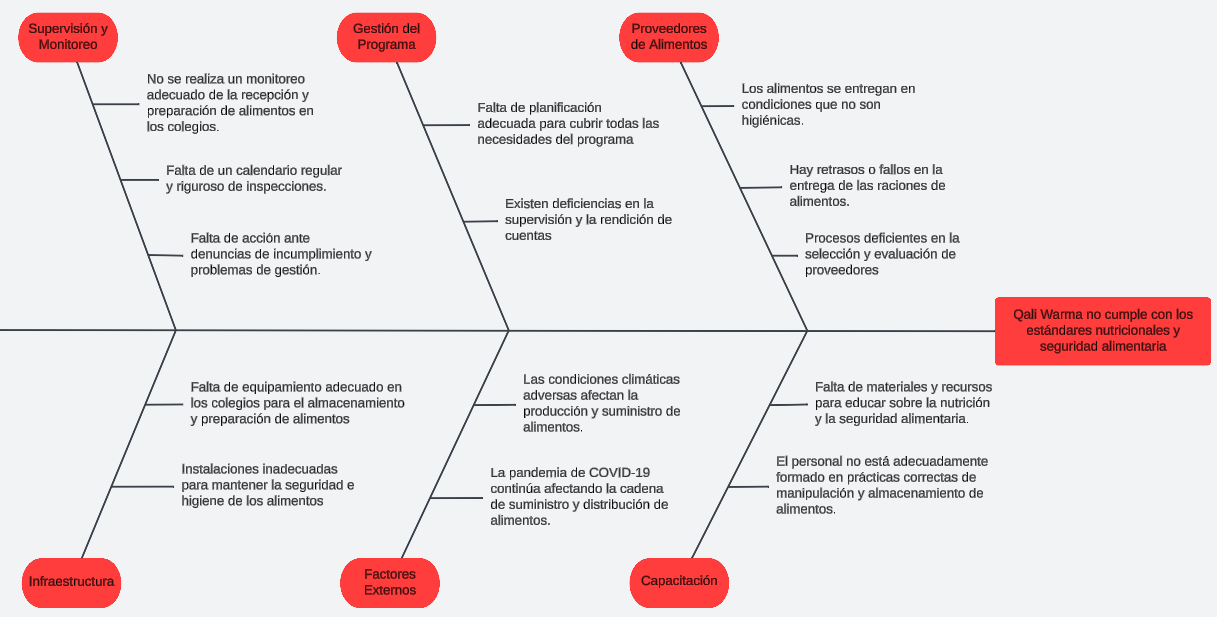 Supervisión y
Monitoreo
No se realiza un monitoreo
adecuado de la recepción y
preparación de alimentos en
los colegios.
Falta de un calendario regular
y riguroso de inspecciones.
Falta de acción ante
denuncias de incumplimiento y
problemas de gestión.
Gestión del
Programa
Falta de planificación
adecuada para cubrir todas las
necesidades del programa
Existen deficiencias en la
supervisión y la rendición de
cuentas
Proveedores
de Alimentos
Los alimentos se entregan en
condiciones que no son
higiénicas.
Hay retrasos o fallos en la
entrega de las raciones de
alimentos.
Procesos deficientes en la
selección y evaluación de
proveedores
Qali Warma no cumple con los
estándares nutricionales y
seguridad alimentaria
Falta de equipamiento adecuado en
los colegios para el almacenamiento
y preparación de alimentos
Instalaciones inadecuadas
para mantener la seguridad e
higiene de los alimentos
Infraestructura
Las condiciones climáticas
adversas afectan la
producción y suministro de
alimentos.
La pandemia de COVID-19
continúa afectando la cadena
de suministro y distribución de
alimentos.
Factores
Externos
Falta de materiales y recursos
para educar sobre la nutrición
y la seguridad alimentaria.
El personal no está adecuadamente
formado en prácticas correctas de
manipulación y almacenamiento de
alimentos.
Capacitación